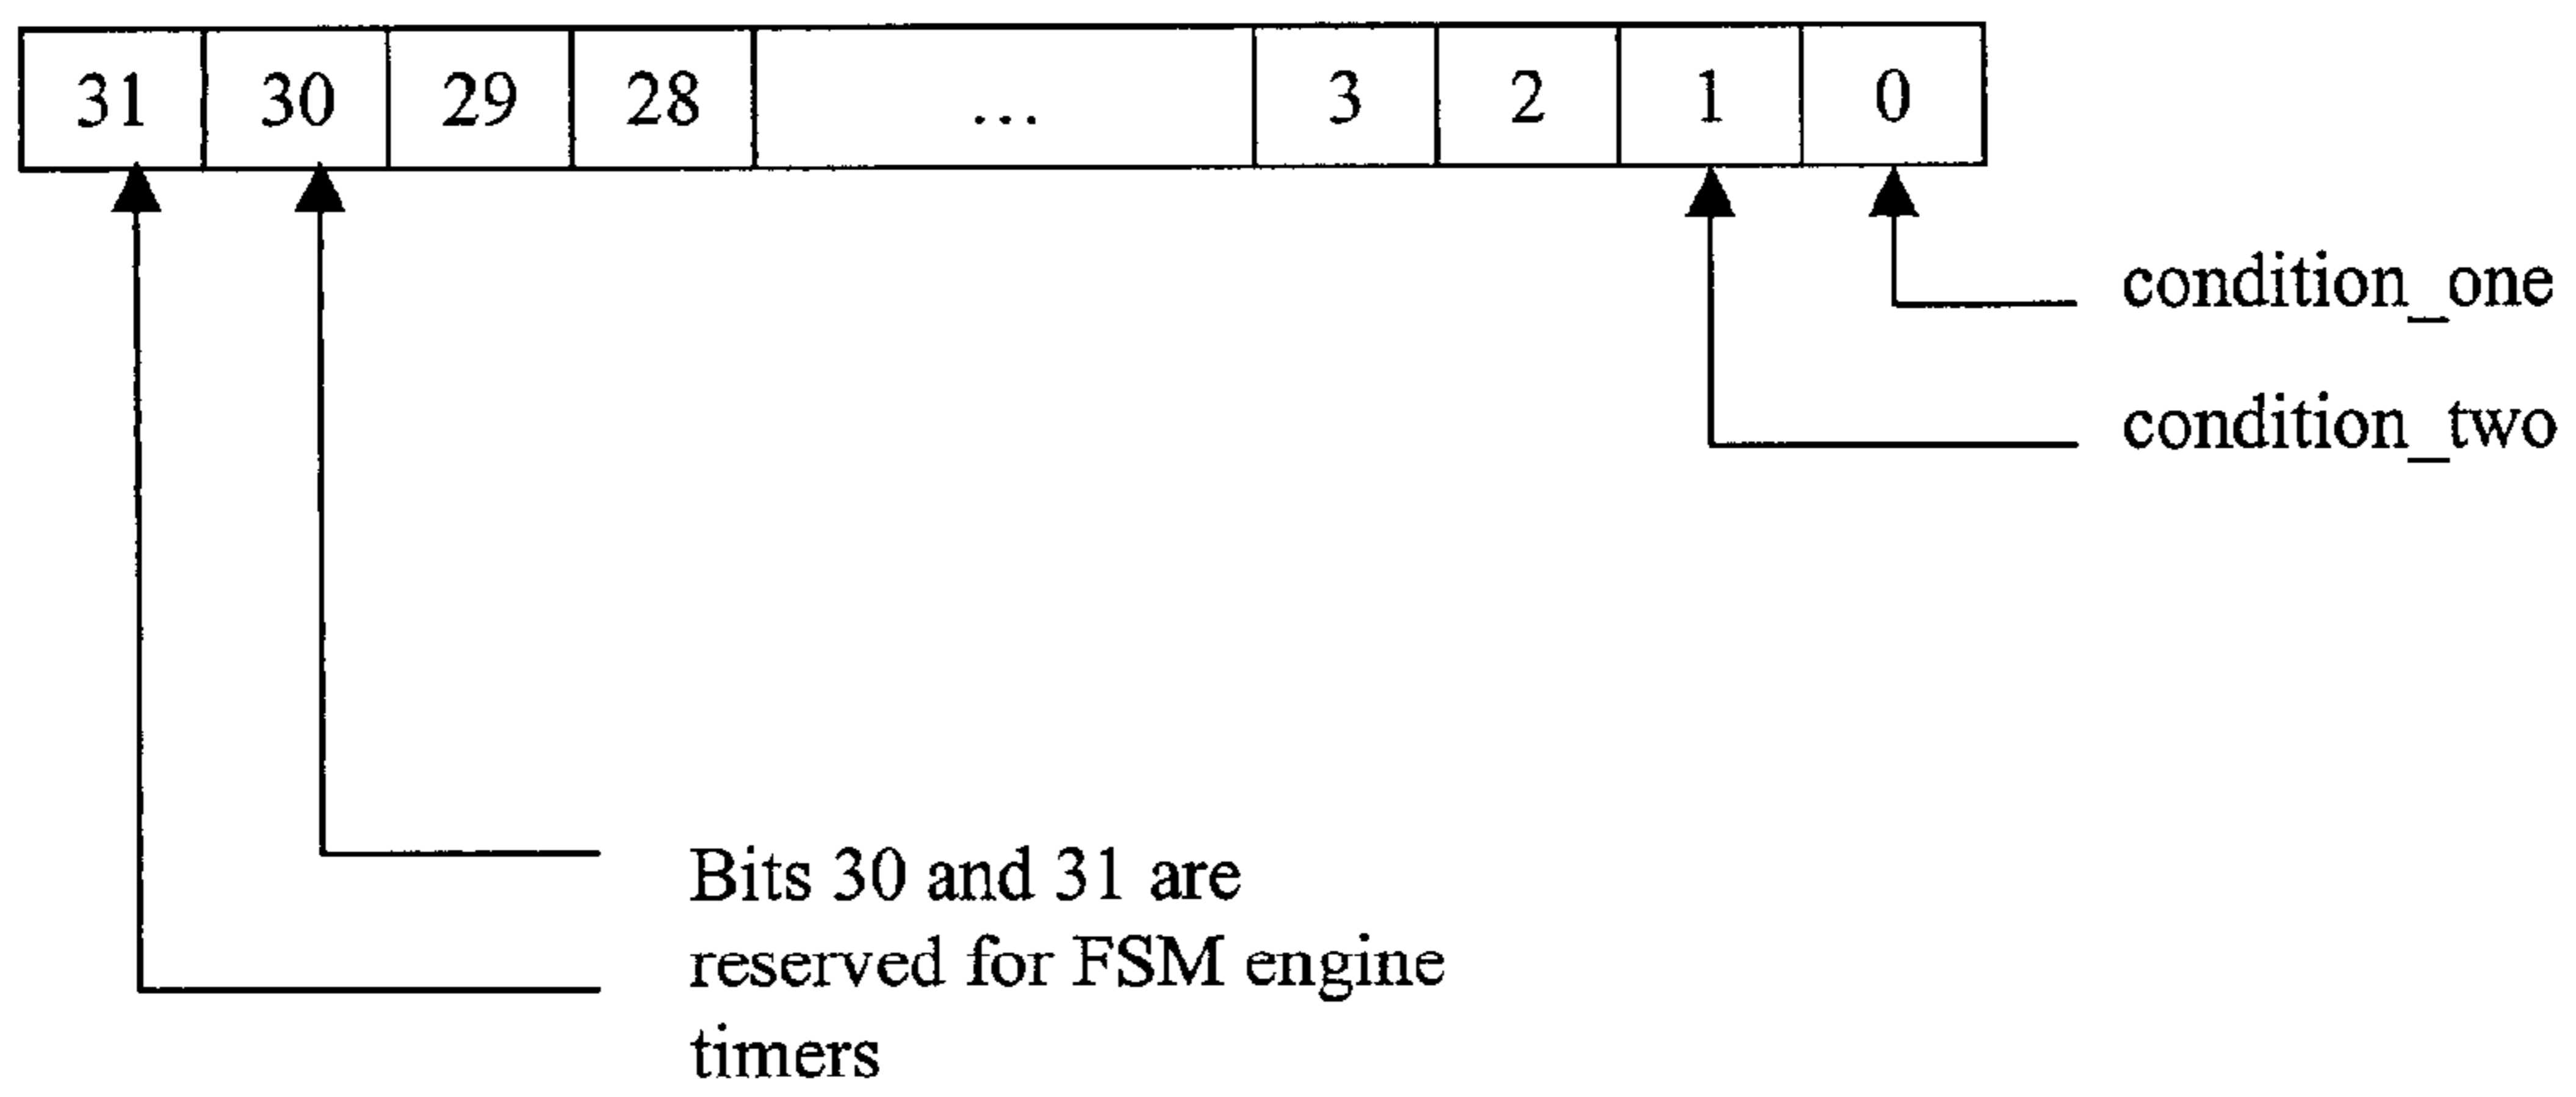 31 30 29 28 ... 3 2 1 0
condition_one
condition_two
Bits 30 and 31 are
reserved for FSM engine
timers